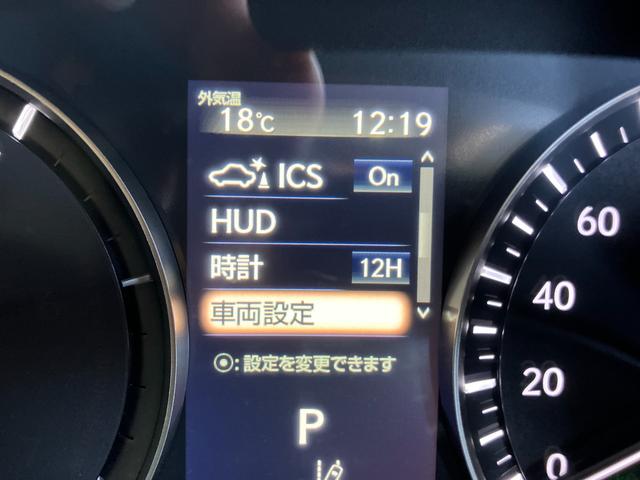 外気温
18℃ 12:19
ICS On
HUD
時計 12H
車両設定
⦿:設定を変更できます
P
60
40
20
0